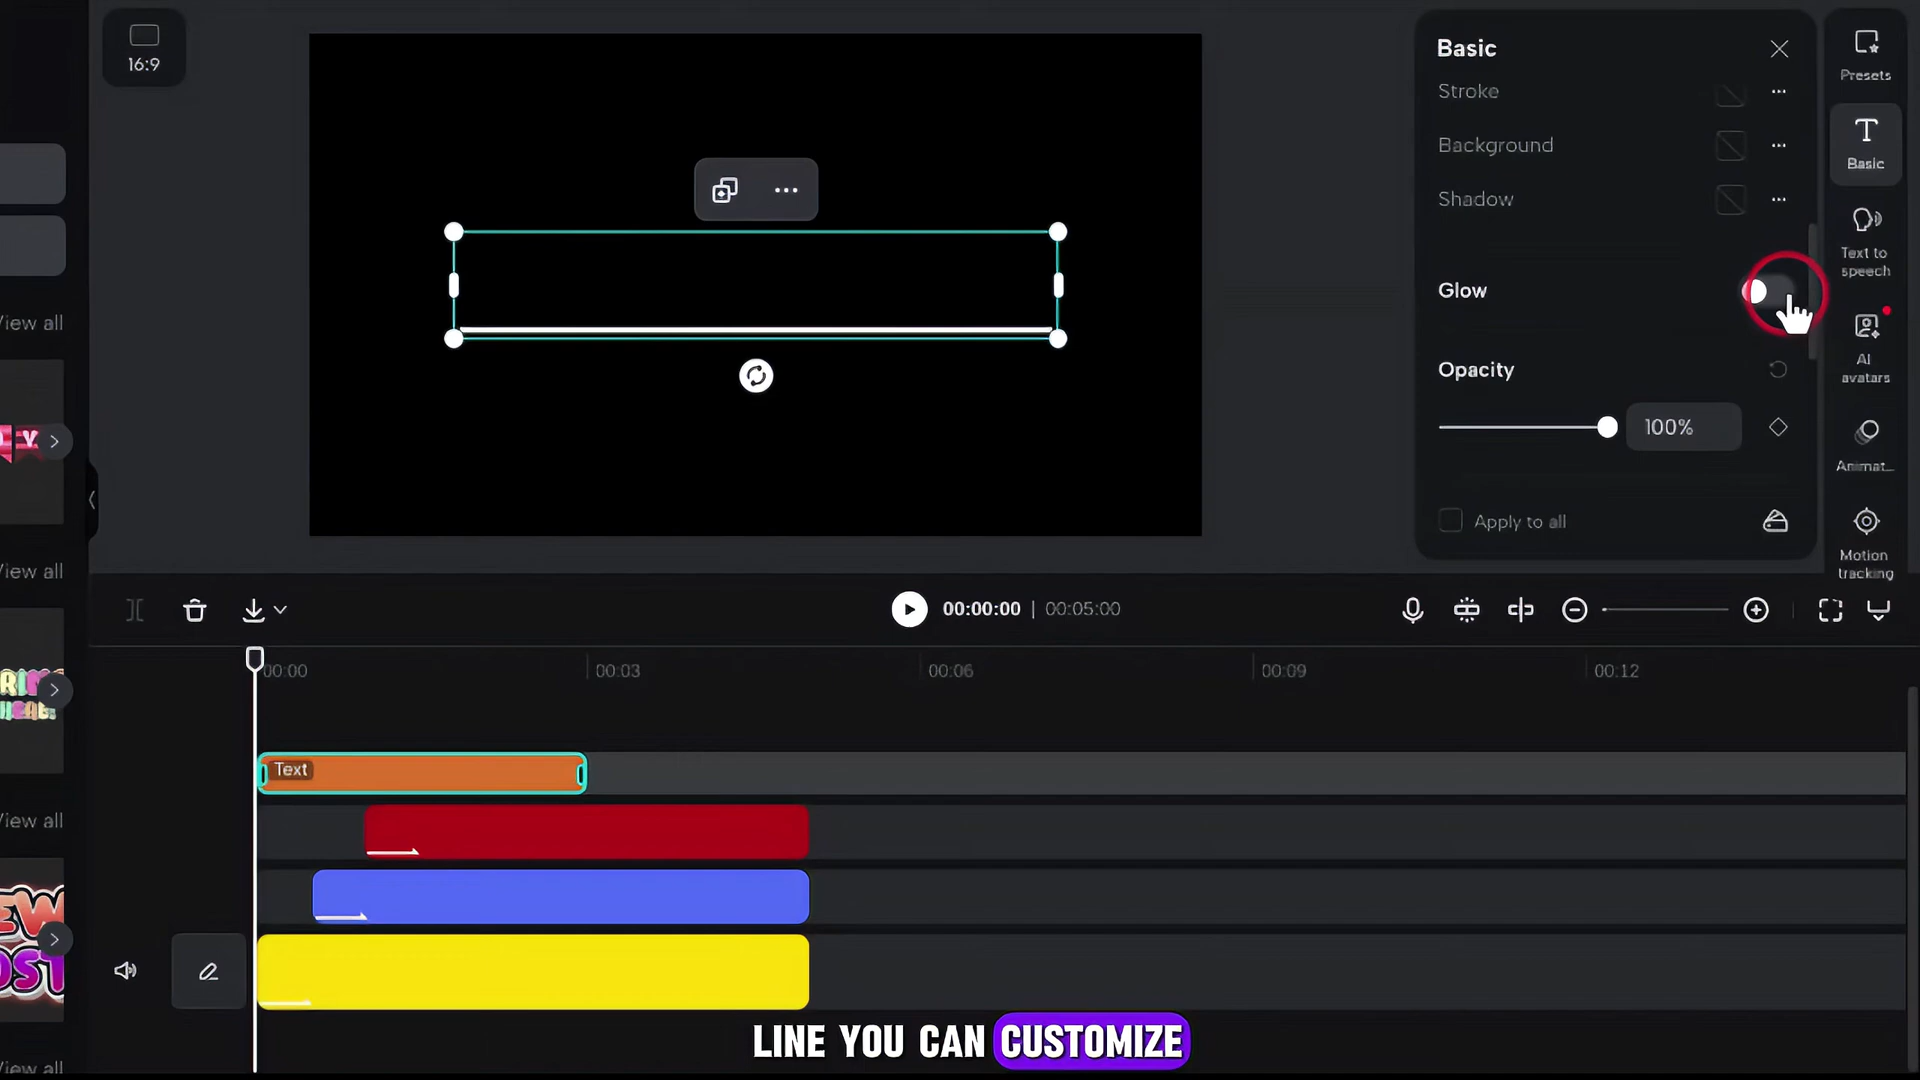 16:9
Basic
Stroke
Background
Shadow
Glow
Opacity
100%
Apply to all
Presets
Basic
Text to
speech
AI
avatars
Animat...
Motion
tracking
View all
View all
View all
View all
00:00:00 | 00:05:00
00:00
00:03
00:06
00:09
00:12
Text
LINE YOU CAN CUSTOMIZE